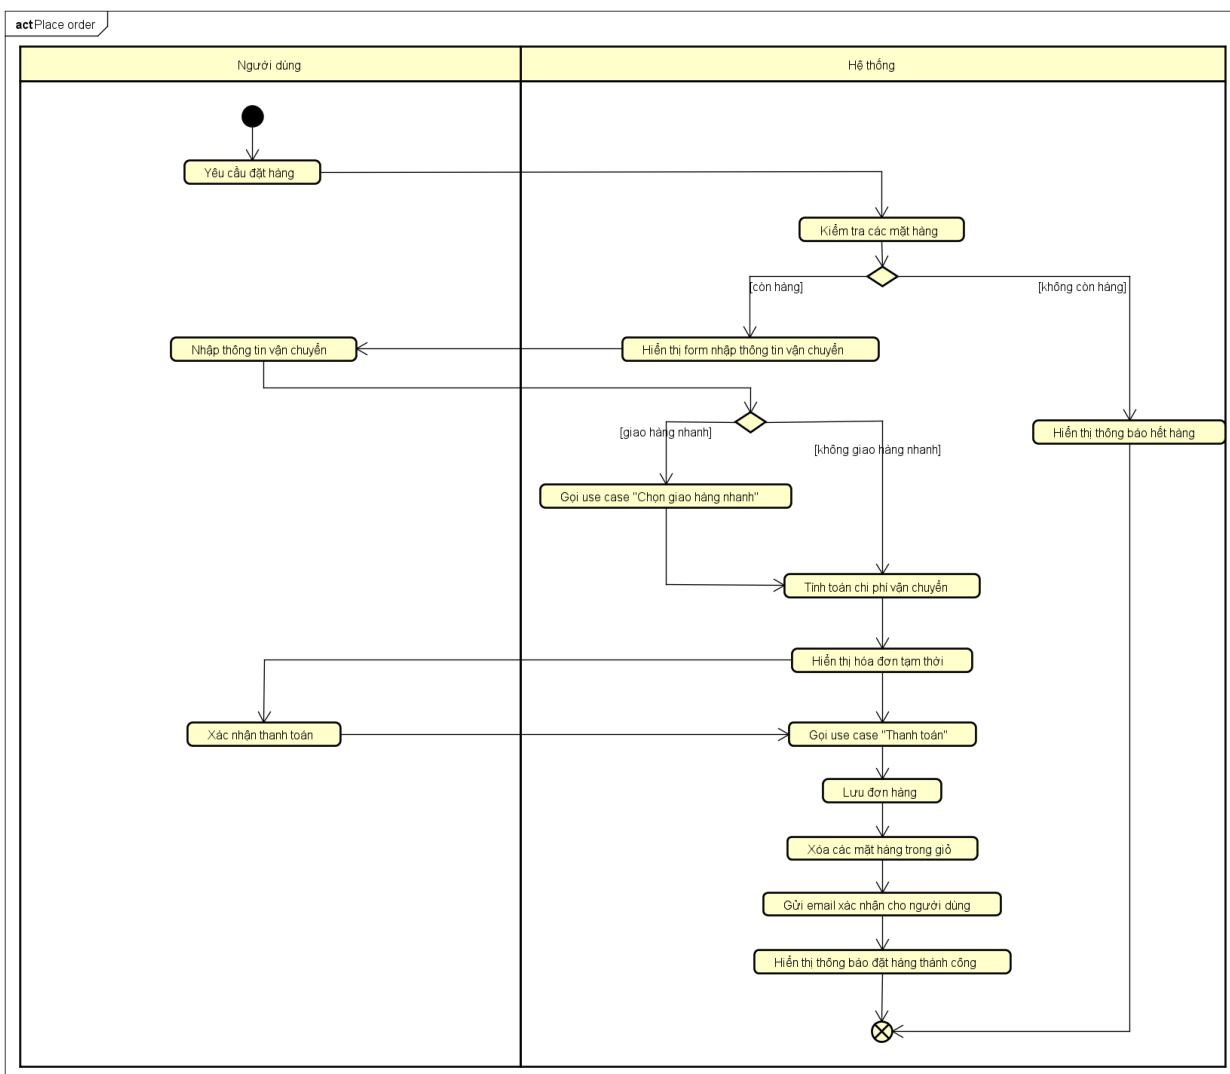 act Place order
Người dùng
Hệ thống
Yêu cầu đặt hàng
Kiểm tra các mặt hàng
[còn hàng]
[không còn hàng]
Nhập thông tin vận chuyển
Hiển thị form nhập thông tin vận chuyển
[giao hàng nhanh]
[không giao hàng nhanh]
Hiển thị thông báo hết hàng
Gọi use case "Chọn giao hàng nhanh"
Tính toán chi phí vận chuyển
Hiển thị hóa đơn tạm thời
Xác nhận thanh toán
Gọi use case "Thanh toán"
Lưu đơn hàng
Xóa các mặt hàng trong giỏ
Gửi email xác nhận cho người dùng
Hiển thị thông báo đặt hàng thành công